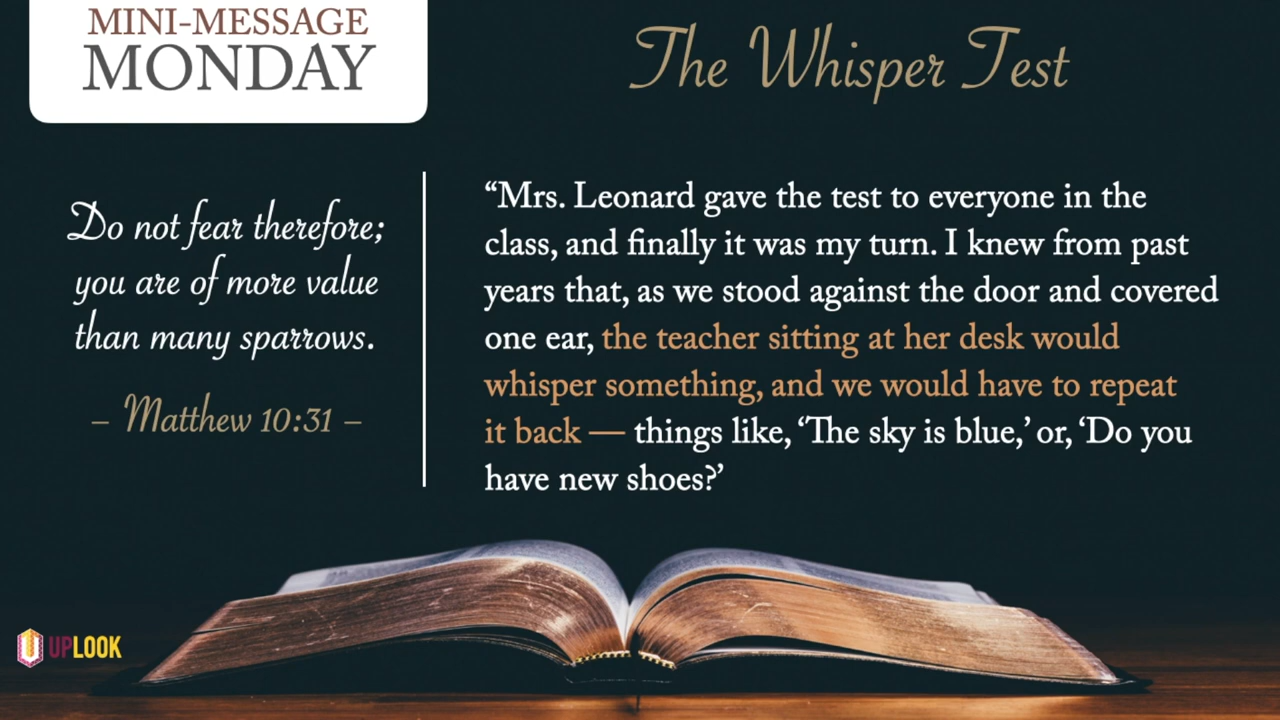 MINI-MESSAGE
MONDAY
The Whisper Test
Do not fear therefore;
you are of more value
than many sparrows.
– Matthew 10:31 –
“Mrs. Leonard gave the test to everyone in the
class, and finally it was my turn. I knew from past
years that, as we stood against the door and covered
one ear, the teacher sitting at her desk would
whisper something, and we would have to repeat
it back — things like, ‘The sky is blue,’ or, ‘Do you
have new shoes?’
UPLOOK